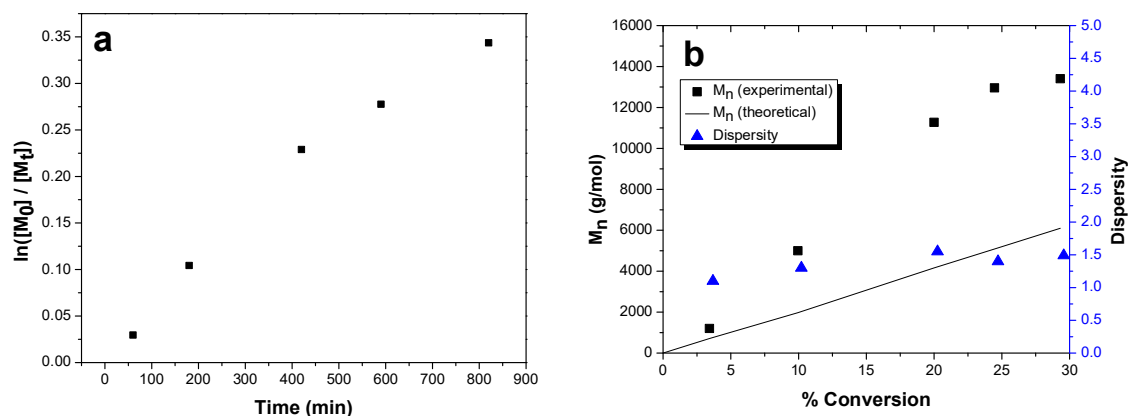 a
ln([M0] / [Mt])
0.35
0.30
0.25
0.20
0.15
0.10
0.05
0.00
0 100 200 300 400 500 600 700 800 900
Time (min)
b
Mn (g/mol)
16000
14000
12000
10000
8000
6000
4000
2000
0
Mn (experimental)
Mn (theoretical)
Dispersity
5.0
4.5
4.0
3.5
3.0
2.5
2.0
1.5
1.0
0.5
0.0
Dispersity
0 5 10 15 20 25 30
% Conversion